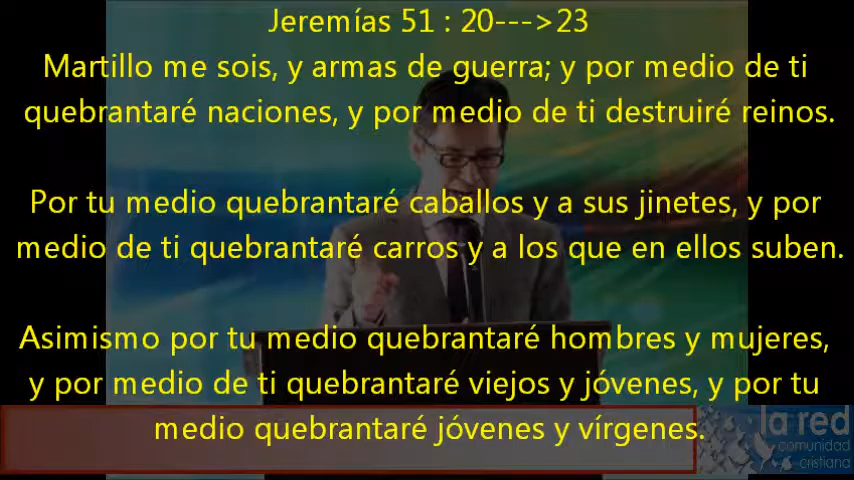 Jeremías 51 : 20--->23
Martillo me sois, y armas de guerra; y por medio de ti
quebrantaré naciones, y por medio de ti destruiré reinos.
Por tu medio quebrantaré caballos y a sus jinetes, y por
medio de ti quebrantaré carros y a los que en ellos suben.
Asimismo por tu medio quebrantaré hombres y mujeres,
y por medio de ti quebrantaré viejos y jóvenes, y por tu
medio quebrantaré jóvenes y vírgenes.
la red
comunidad
cristiana